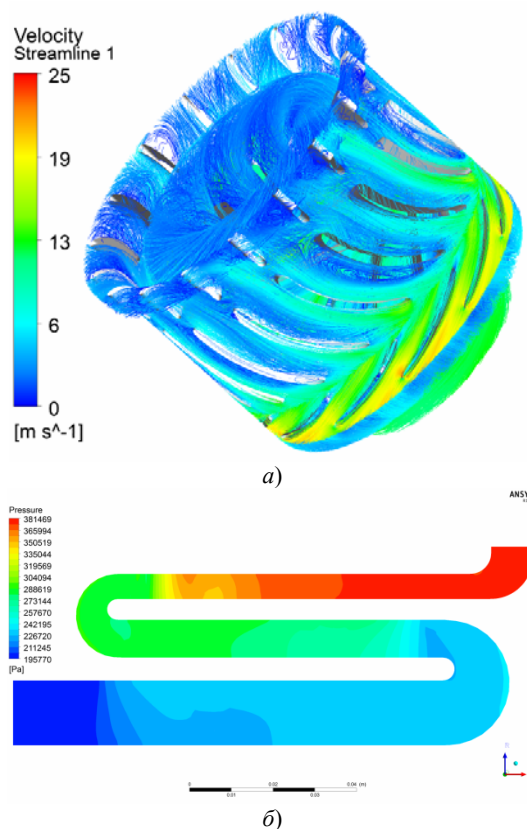 Velocity
Streamline 1
25
19
13
6
0
[m s^-1]
а)
ANSY
Pressure
381469
365994
350519
335044
319569
304094
288619
273144
257670
242195
226720
211245
195770
[Pa]
0 0.02 0.04 (m)
0.01 0.03
б)